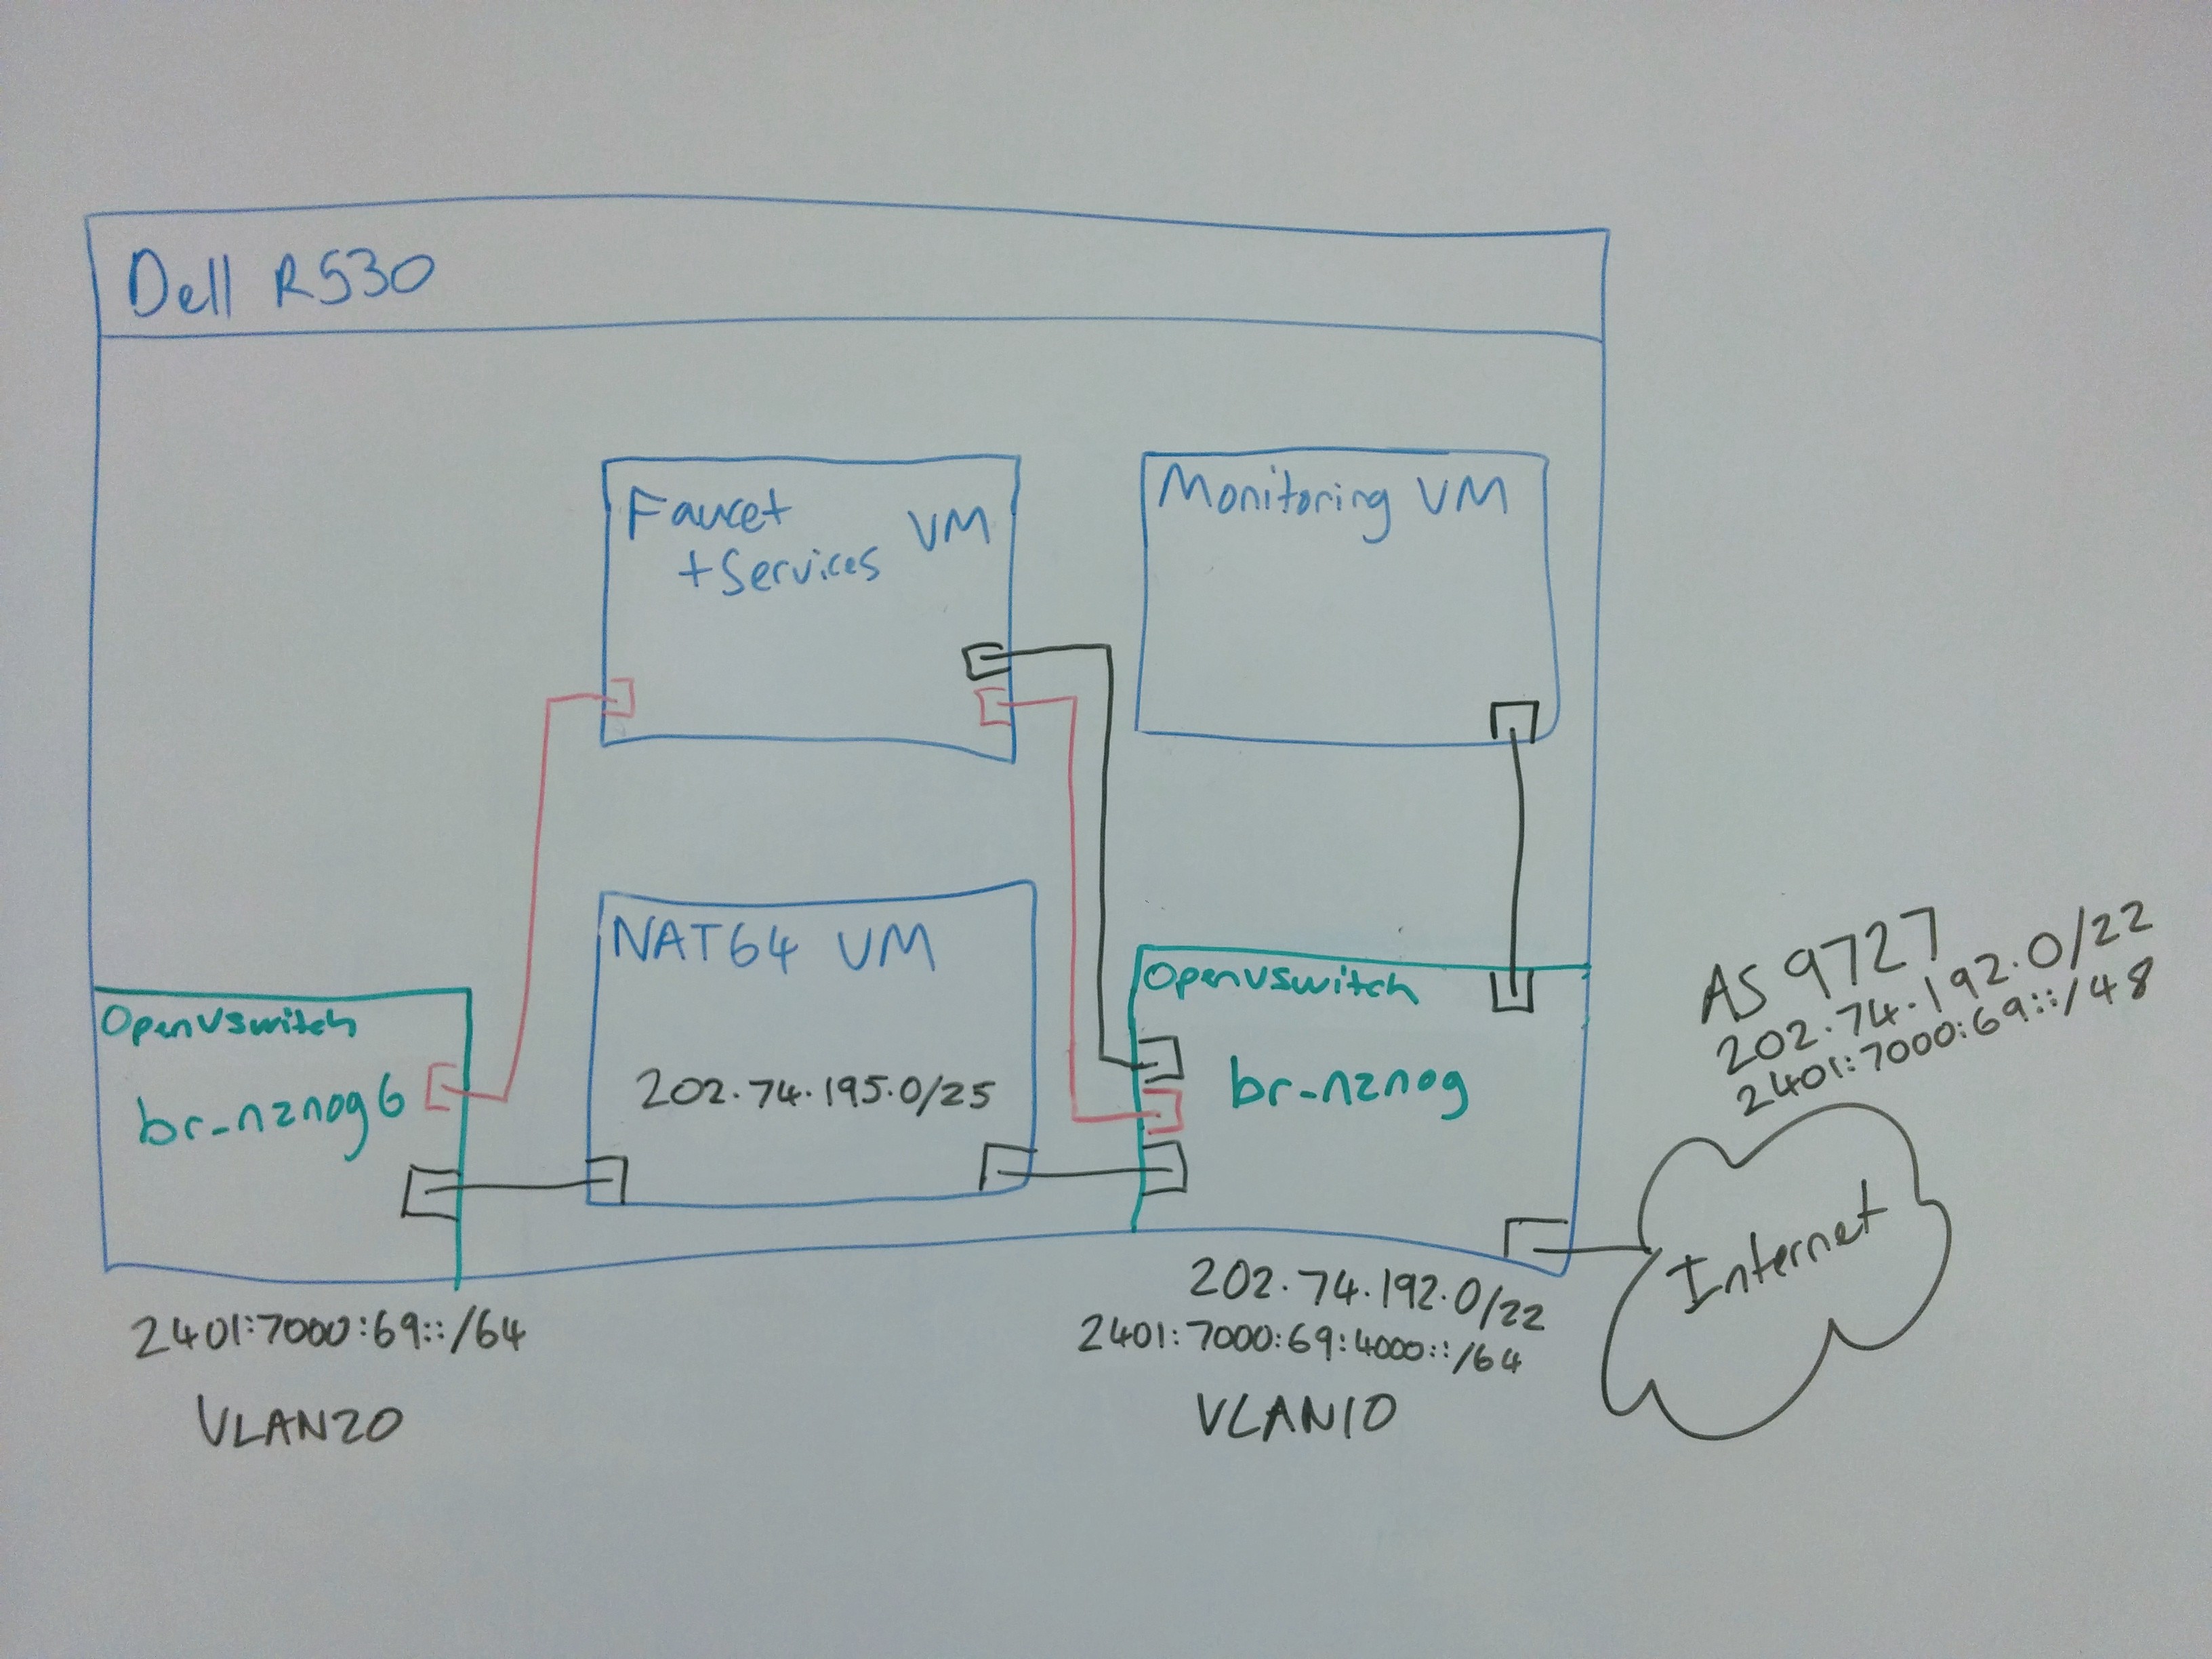 Dell R530
Faucet VM
+Services
Monitoring VM
NAT64 VM
202.74.195.0/25
OpenVSwitch
br-nznog6
OpenVSwitch
br-nznog
AS 9727
202.74.192.0/22
2401:7000:69::/48
Internet
2401:7000:69::/64
VLAN20
202.74.192.0/22
2401:7000:69:4000::/64
VLAN10